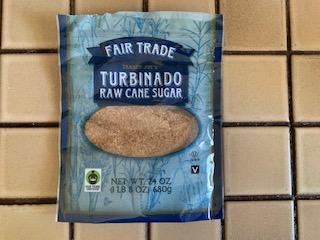 FAIR TRADE
TRADER JOE'S
TURBINADO
RAW CANE SUGAR
NET WT. 24 OZ.
(1 LB 8 OZ) 680g
V